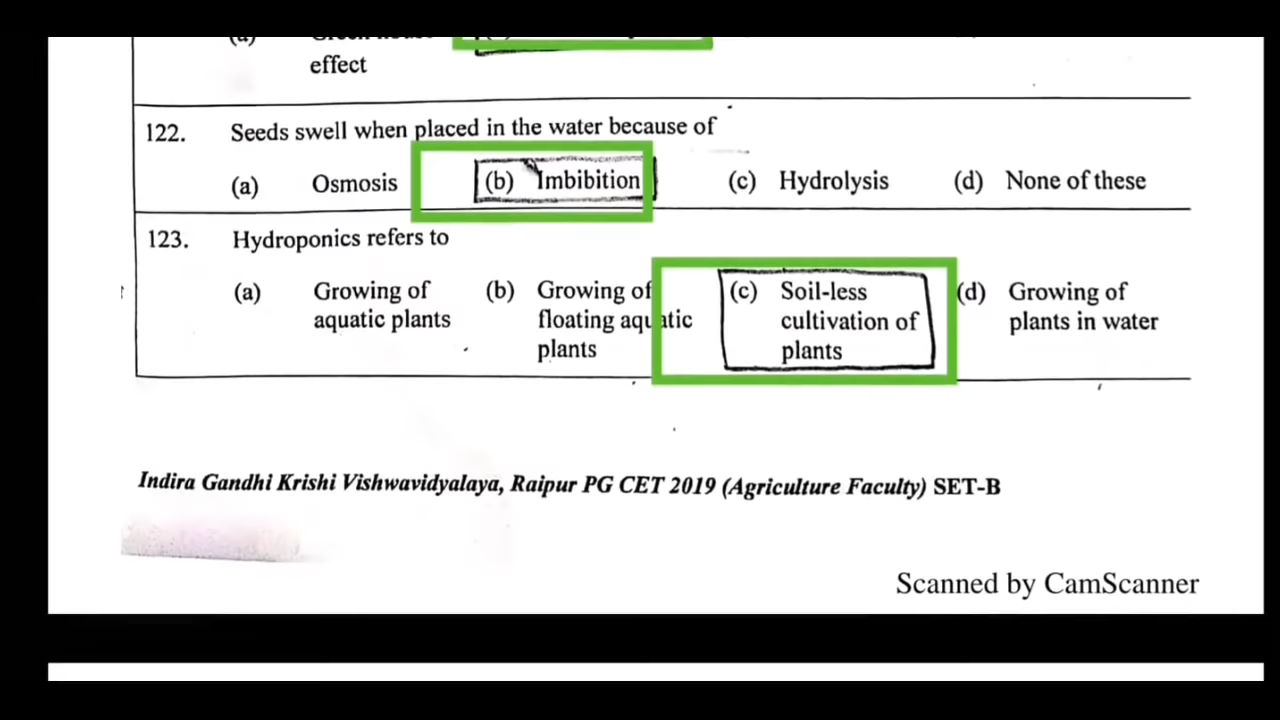 effect
122. Seeds swell when placed in the water because of
(a) Osmosis (b) Imbibition (c) Hydrolysis (d) None of these
123. Hydroponics refers to
(a) Growing of (b) Growing of (c) Soil-less (d) Growing of
aquatic plants floating aquatic cultivation of plants in water
plants plants
Indira Gandhi Krishi Vishwavidyalaya, Raipur PG CET 2019 (Agriculture Faculty) SET-B
Scanned by CamScanner